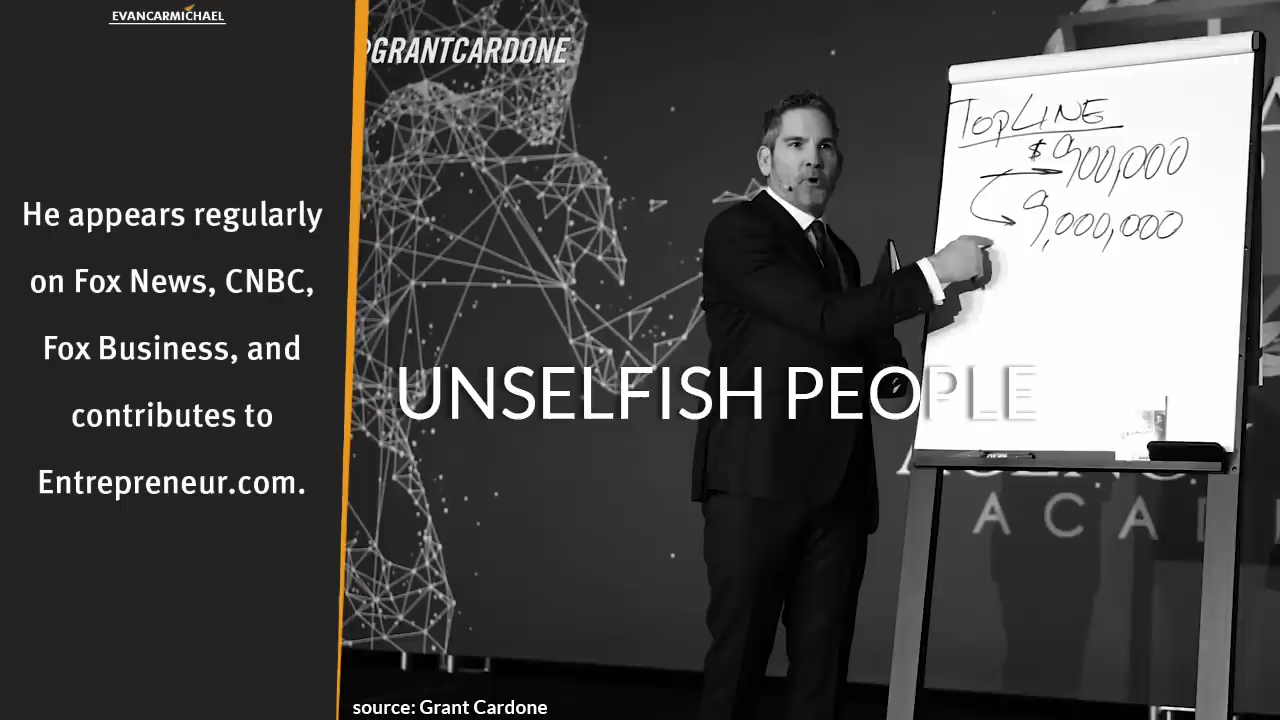 EVANCARMICHAEL
He appears regularly
on Fox News, CNBC,
Fox Business, and
contributes to
Entrepreneur.com.
@GRANTCARDONE
TOPLINE
$ 900,000
9,000,000
UNSELFISH PEOPLE
source: Grant Cardone